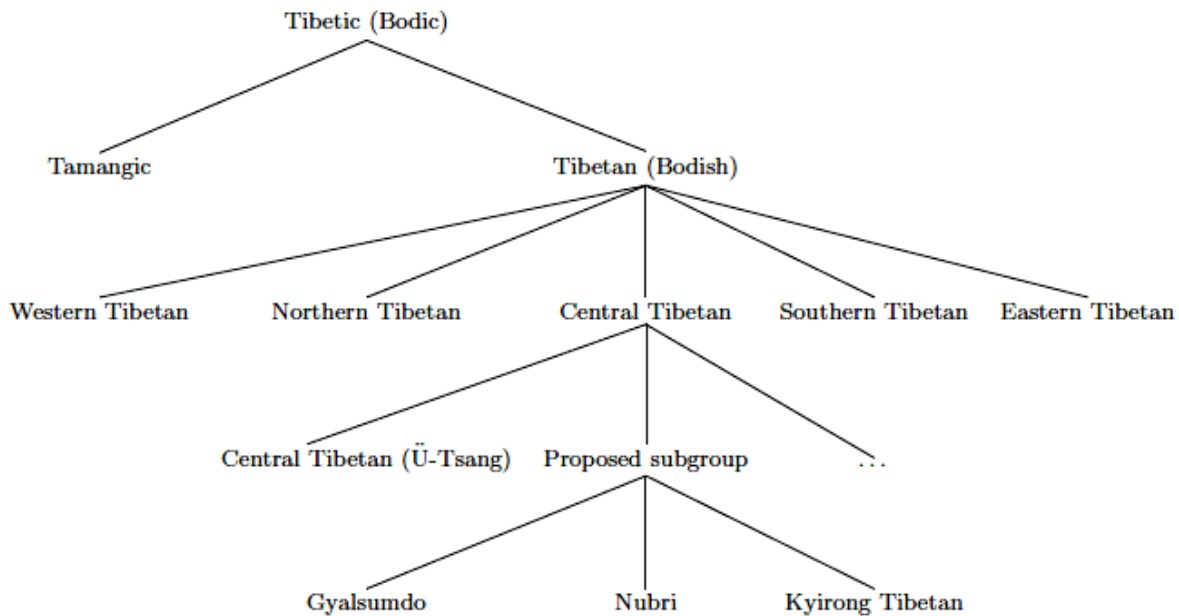 Tibetic (Bodic)
Tamangic
Tibetan (Bodish)
Western Tibetan
Northern Tibetan
Central Tibetan
Southern Tibetan
Eastern Tibetan
Central Tibetan (Ü-Tsang)
Proposed subgroup
...
Gyalsumdo
Nubri
Kyirong Tibetan